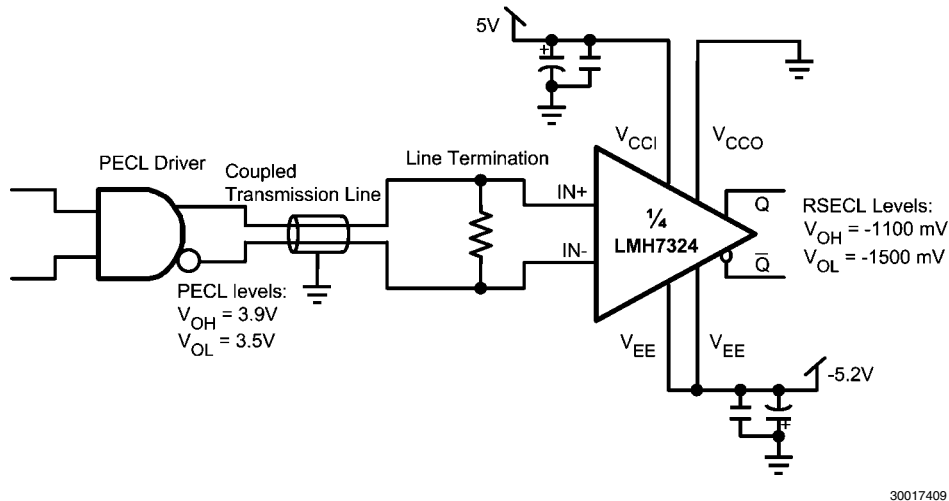 5V
+
V_CCI
V_CCO
PECL Driver
Coupled
Transmission Line
Line Termination
IN+
IN-
¼
LMH7324
Q
Q̅
RSECL Levels:
V_OH = -1100 mV
V_OL = -1500 mV
PECL levels:
V_OH = 3.9V
V_OL = 3.5V
V_EE
V_EE
-5.2V
+
30017409